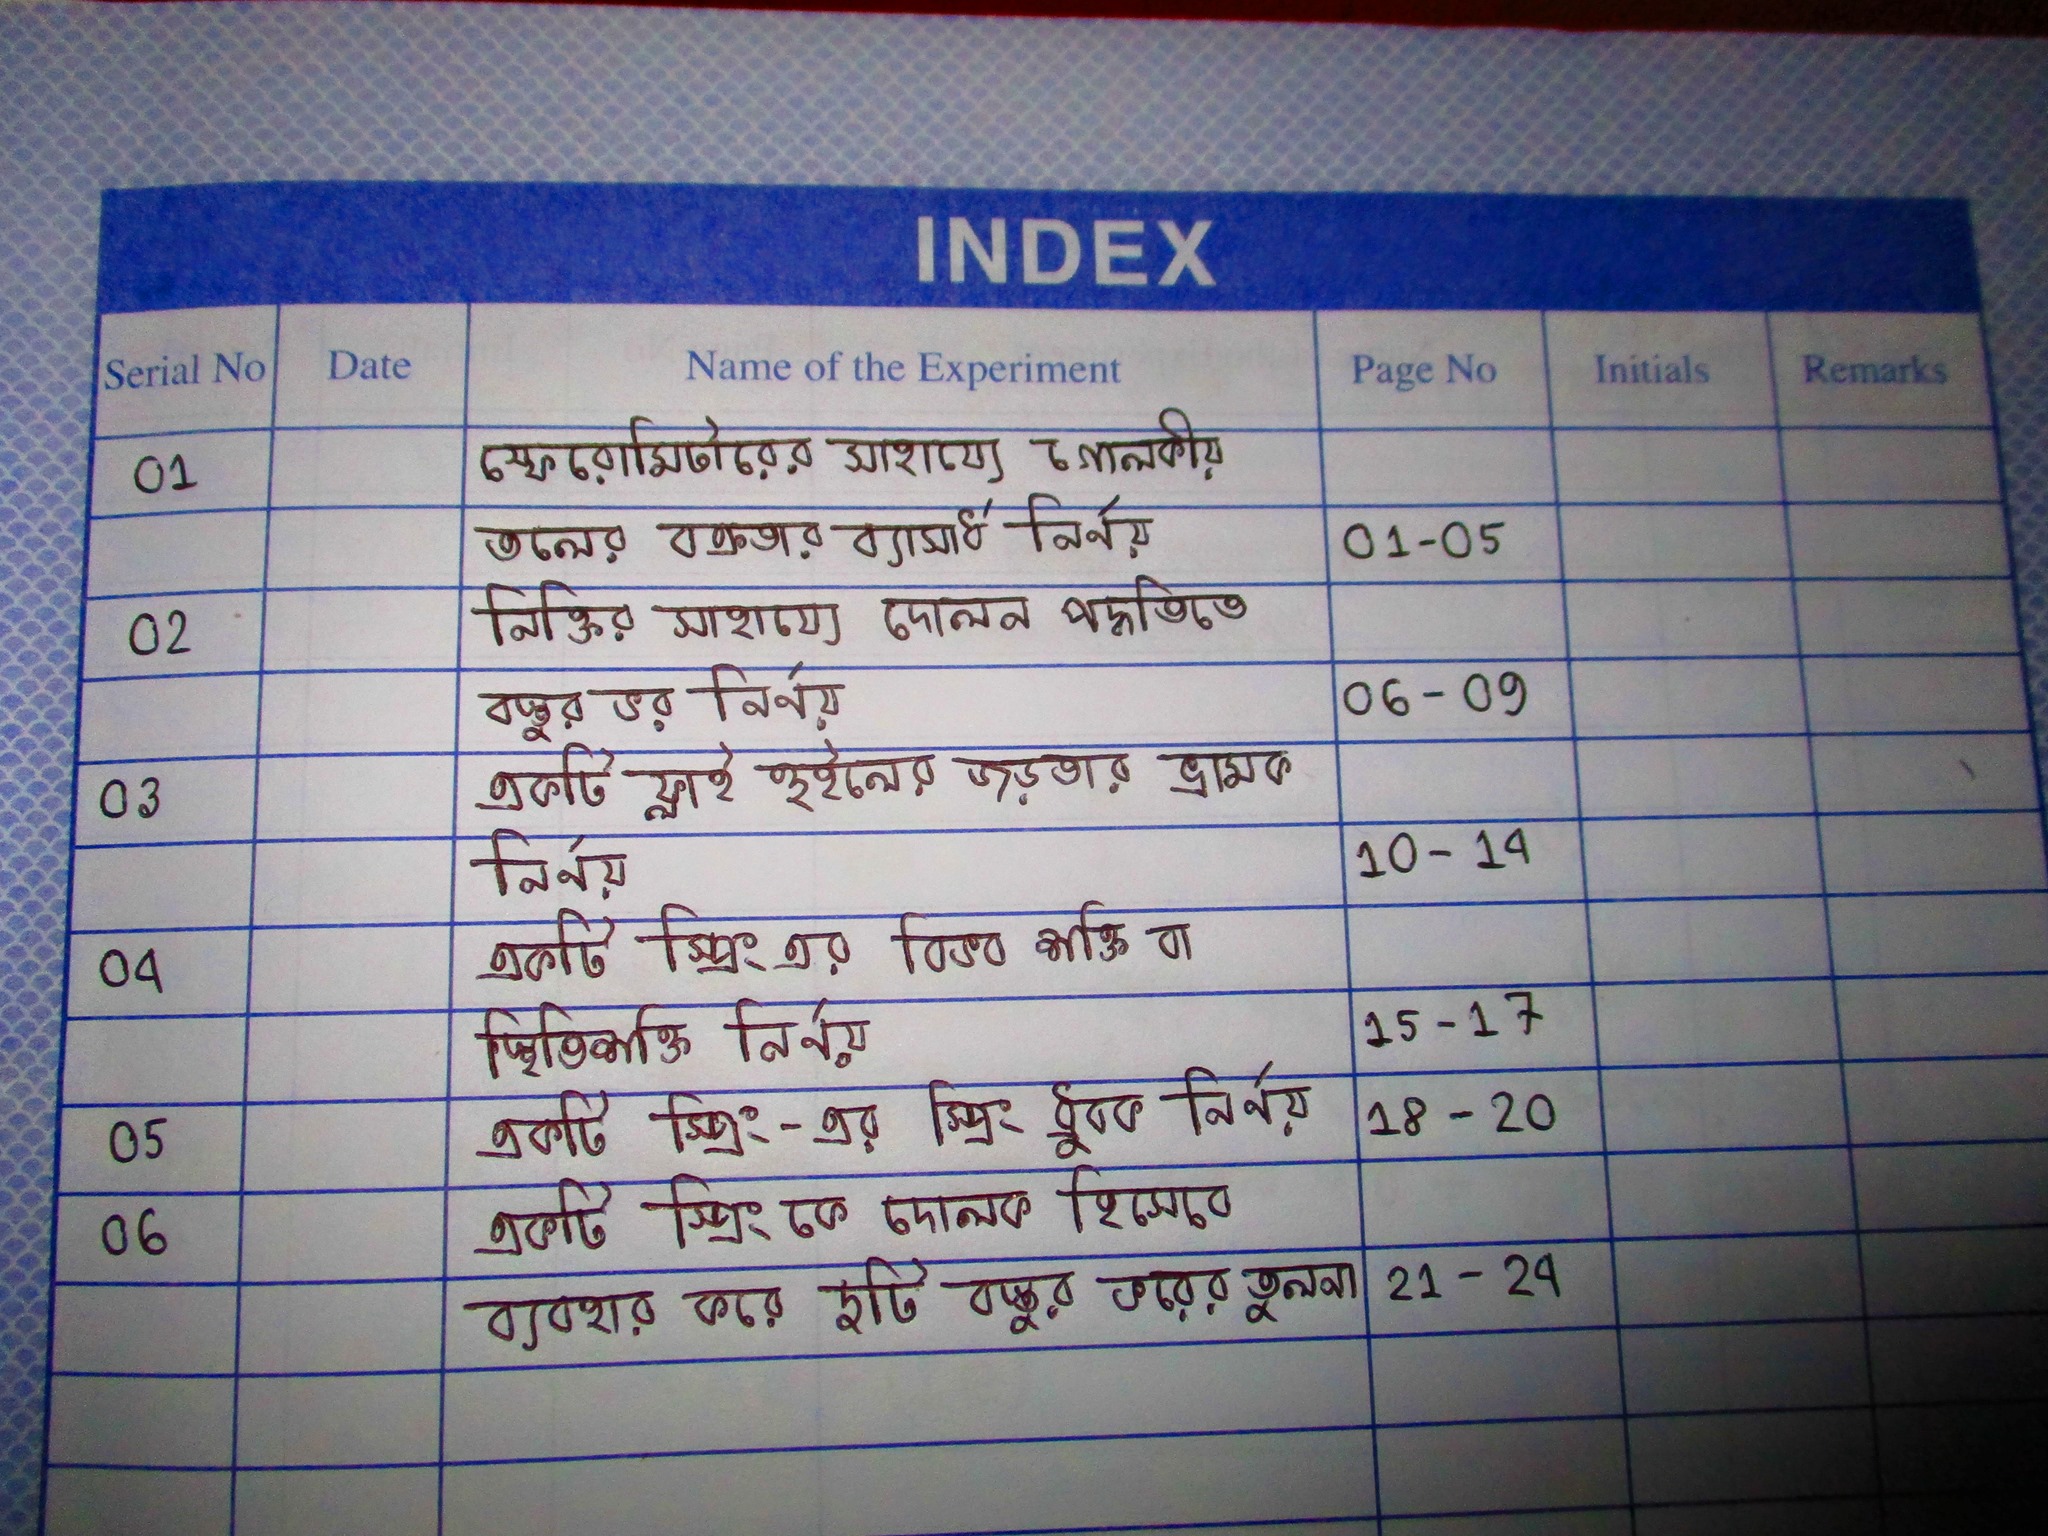 INDEX
Serial No Date Name of the Experiment Page No Initials Remarks
01 স্ফেরোমিটারের সাহায্যে গোলকীয়
তলের বক্রতার ব্যাসার্ধ নির্ণয় 01-05
02 নিক্তির সাহায্যে দোলন পদ্ধতিতে
বস্তুর ভর নির্ণয় 06-09
03 একটি ফ্লাই হুইলের জড়তার ভ্রামক
নির্ণয় 10-14
04 একটি স্প্রিং এর বিভব শক্তি বা
স্থিতিশক্তি নির্ণয় 15-17
05 একটি স্প্রিং-এর স্প্রিং ধ্রুবক নির্ণয় 18-20
06 একটি স্প্রিং কে দোলক হিসেবে
ব্যবহার করে দুটি বস্তুর ভরের তুলনা 21-24